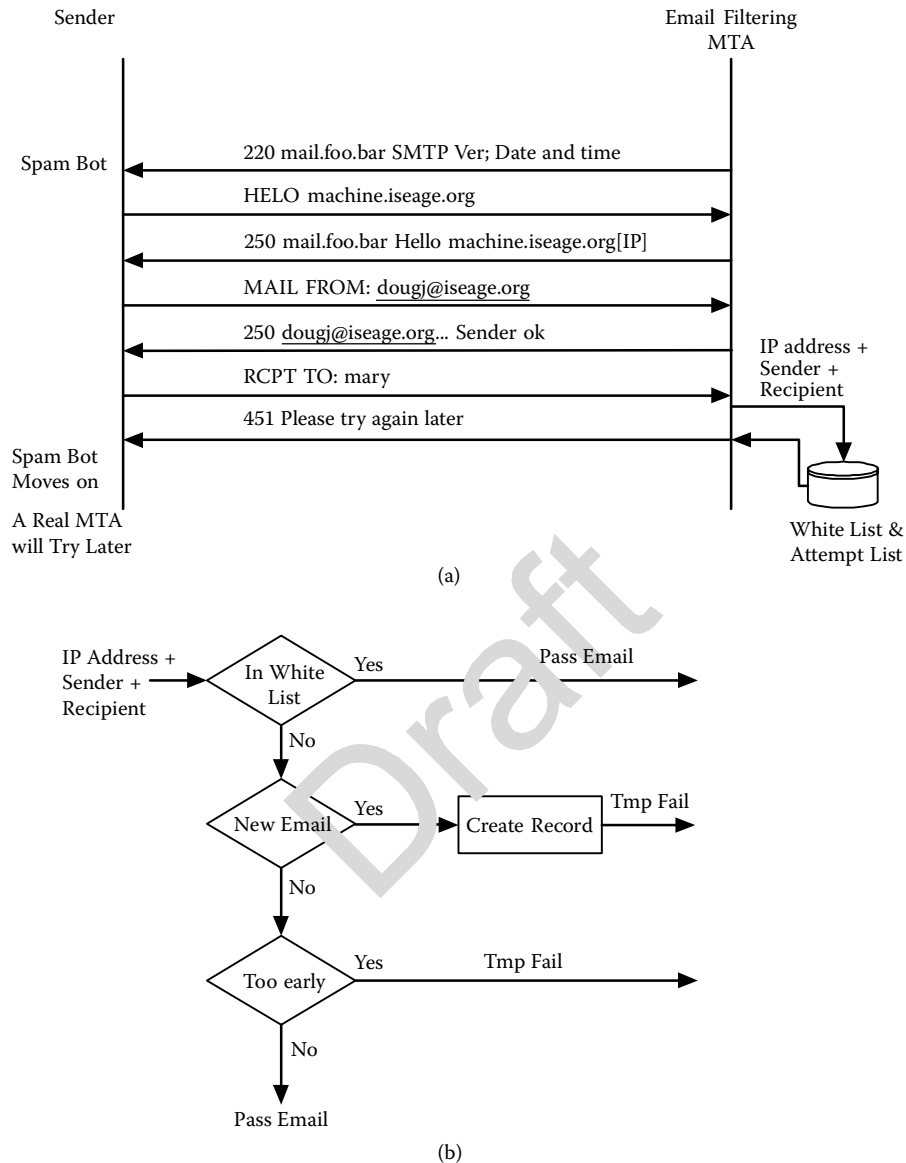 Sender
Email Filtering
MTA
Spam Bot
220 mail.foo.bar SMTP Ver; Date and time
HELO machine.iseage.org
250 mail.foo.bar Hello machine.iseage.org[IP]
MAIL FROM: dougj@iseage.org
250 dougj@iseage.org... Sender ok
RCPT TO: mary
451 Please try again later
IP address +
Sender +
Recipient
Spam Bot
Moves on
A Real MTA
will Try Later
White List &
Attempt List
(a)
IP Address +
Sender +
Recipient
In White
List
Yes
Pass Email
No
New Email
Yes
Create Record
Tmp Fail
No
Too early
Yes
Tmp Fail
No
Pass Email
(b)
Draft